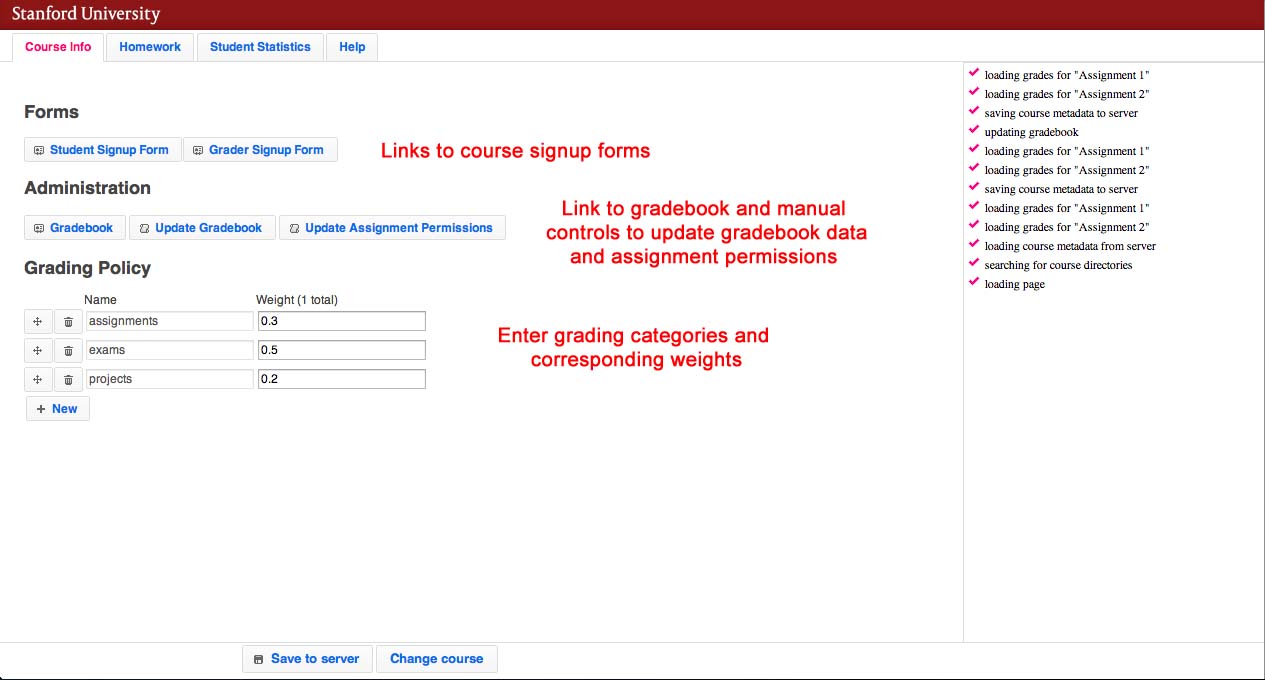 Stanford University
Course Info Homework Student Statistics Help
Forms
Student Signup Form Grader Signup Form
Links to course signup forms
Administration
Gradebook Update Gradebook Update Assignment Permissions
Link to gradebook and manual
controls to update gradebook data
and assignment permissions
Grading Policy
Name Weight (1 total)
assignments 0.3
exams 0.5
projects 0.2
+ New
Enter grading categories and
corresponding weights
loading grades for "Assignment 1"
loading grades for "Assignment 2"
saving course metadata to server
updating gradebook
loading grades for "Assignment 1"
loading grades for "Assignment 2"
saving course metadata to server
loading grades for "Assignment 1"
loading grades for "Assignment 2"
loading course metadata from server
searching for course directories
loading page
Save to server Change course